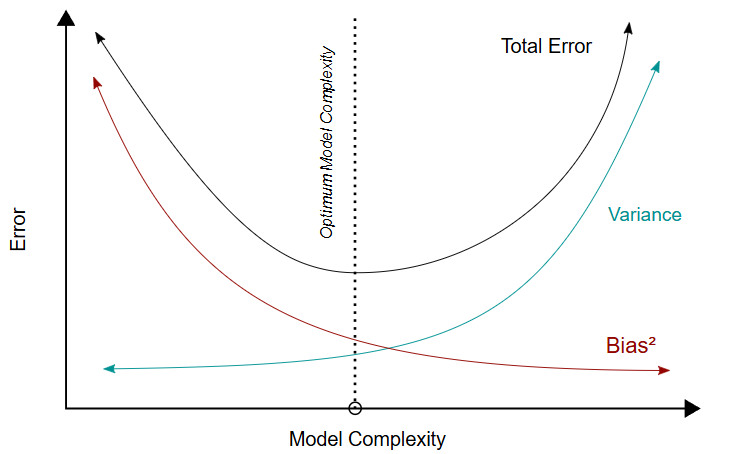 Total Error
Optimum Model Complexity
Variance
Error
Bias²
Model Complexity